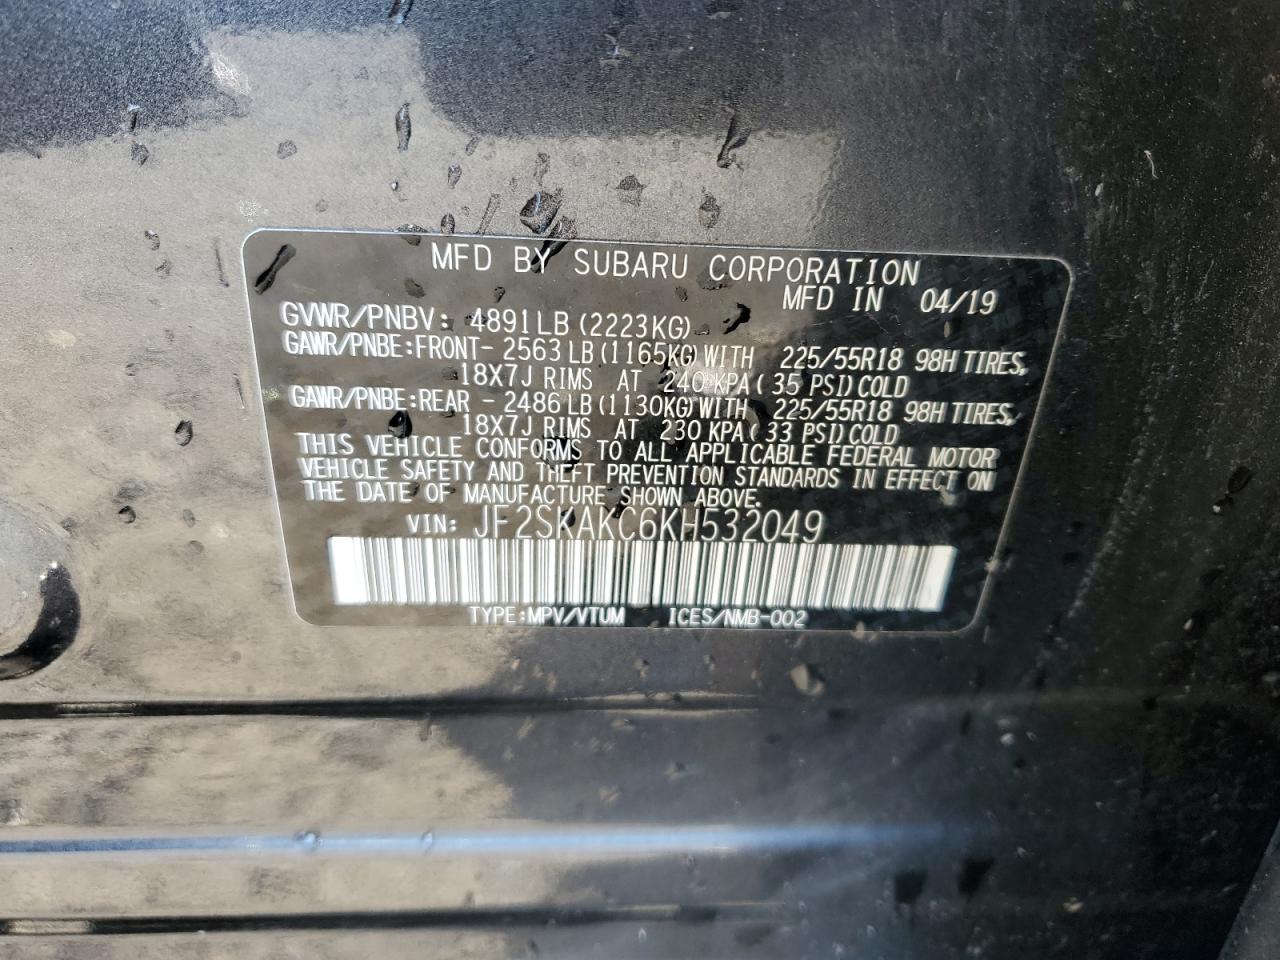 MFD BY SUBARU CORPORATION
MFD IN 04/19
GVWR/PNBV: 4891LB (2223KG)
GAWR/PNBE:FRONT- 2563LB(1165KG)WITH 225/55R18 98H TIRES,
18X7J RIMS AT 240 KPA( 35 PSI)COLD
GAWR/PNBE:REAR - 2486LB(1130KG)WITH 225/55R18 98H TIRES,
18X7J RIMS AT 230 KPA( 33 PSI)COLD
THIS VEHICLE CONFORMS TO ALL APPLICABLE FEDERAL MOTOR
VEHICLE SAFETY AND THEFT PREVENTION STANDARDS IN EFFECT ON
THE DATE OF MANUFACTURE SHOWN ABOVE.
VIN: JF2SKAKC6KH532049
TYPE:MPV/VTUM ICES/NMB-002